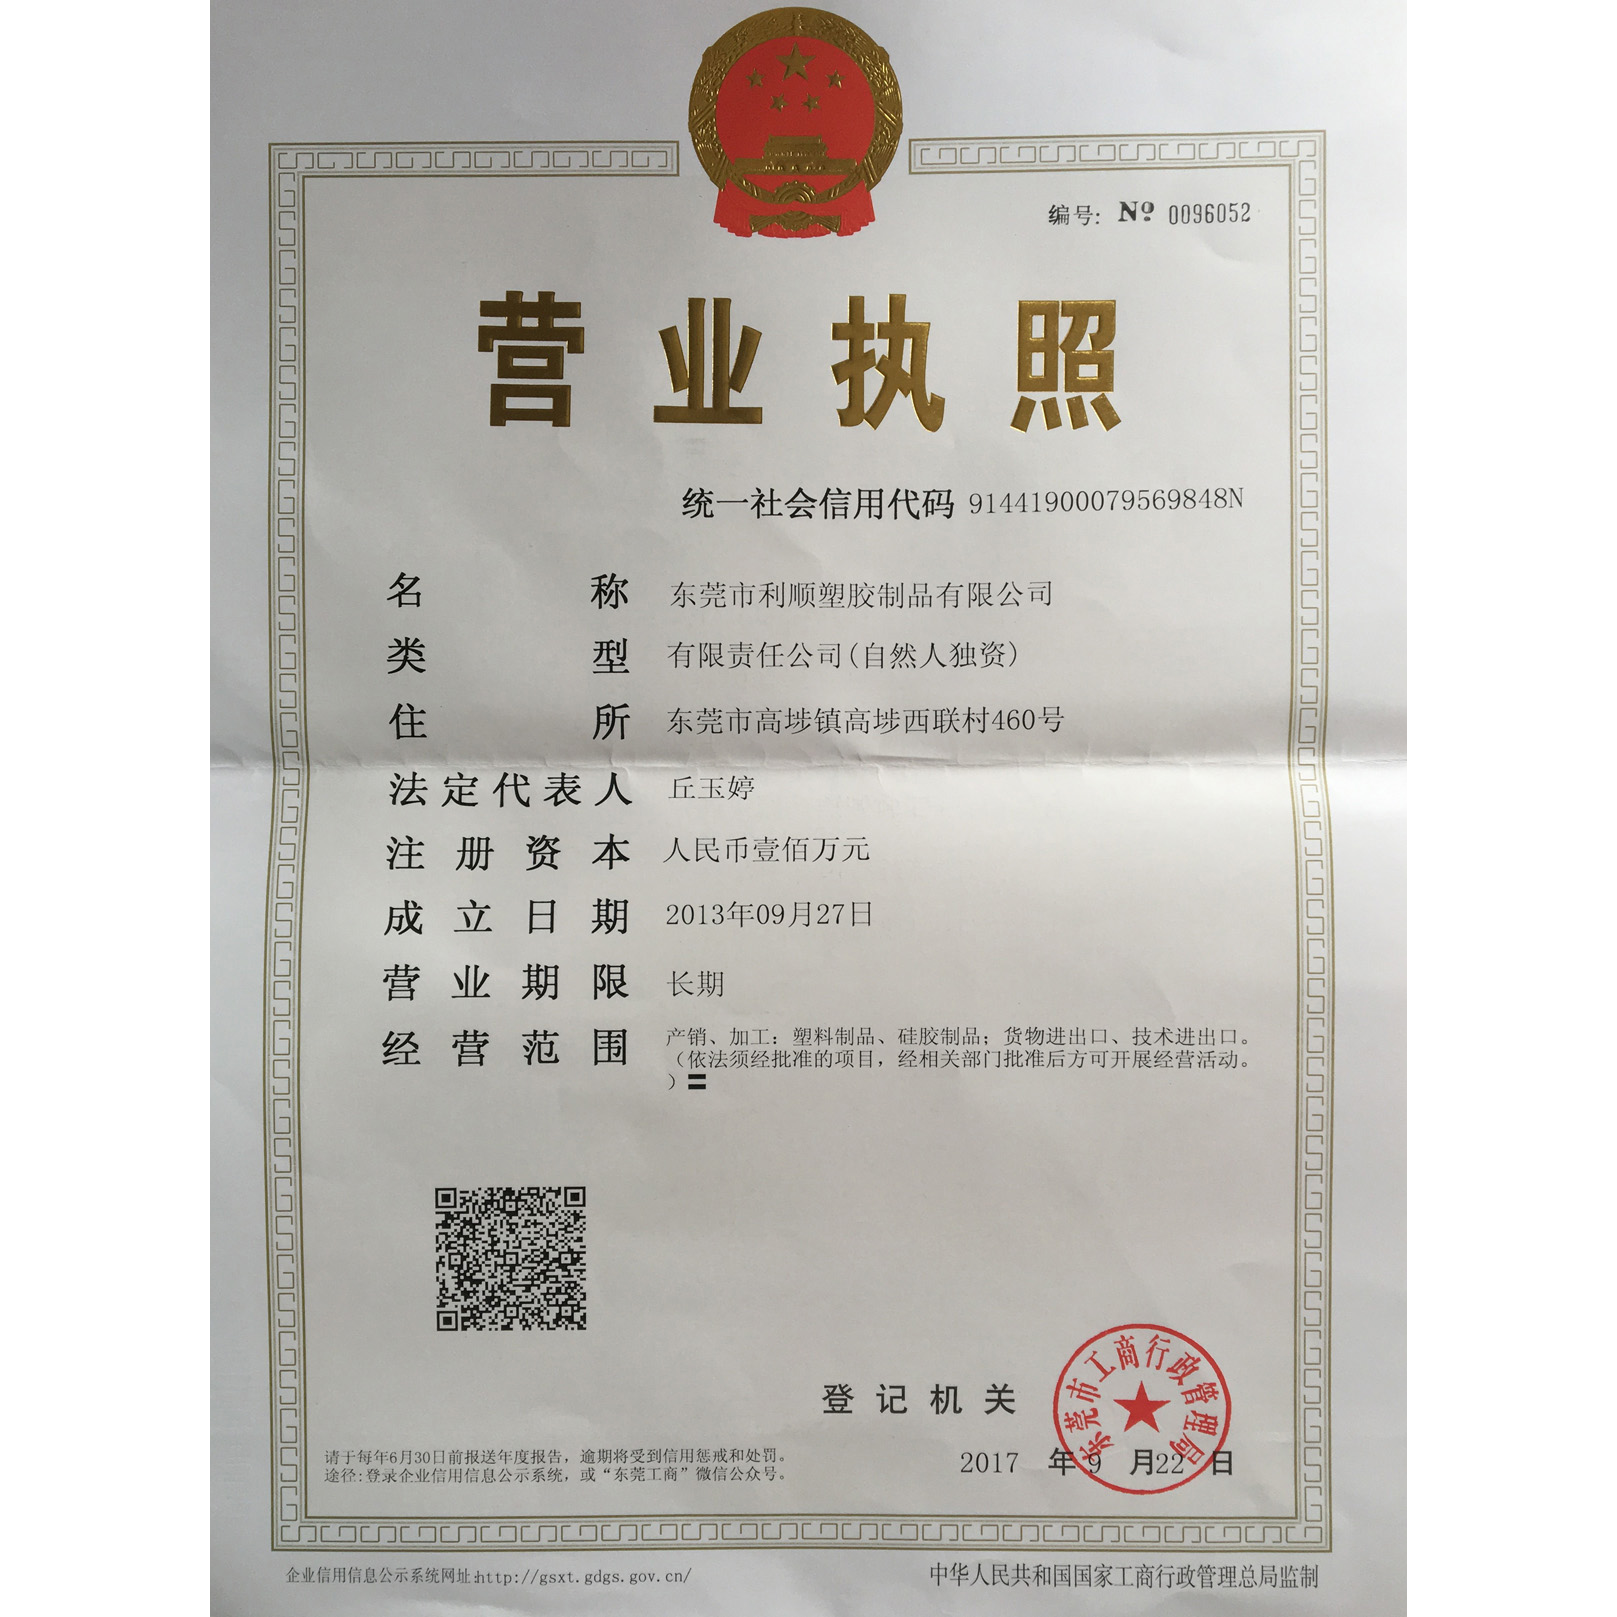 编号: Nº 0096052
营业执照
统一社会信用代码 91441900079569848N
名称 东莞市利顺塑胶制品有限公司
类型 有限责任公司(自然人独资)
住所 东莞市高埗镇高埗西联村460号
法定代表人 丘玉婷
注册资本 人民币壹佰万元
成立日期 2013年09月27日
营业期限 长期
经营范围 产销、加工：塑料制品、硅胶制品；货物进出口、技术进出口。
（依法须经批准的项目，经相关部门批准后方可开展经营活动。
）〓
登记机关
东莞市工商行政管理局
2017 年 9 月 22 日
请于每年6月30日前报送年度报告，逾期将受到信用惩戒和处罚。
途径:登录企业信用信息公示系统，或“东莞工商”微信公众号。
企业信用信息公示系统网址:http://gsxt.gdgs.gov.cn/
中华人民共和国国家工商行政管理总局监制